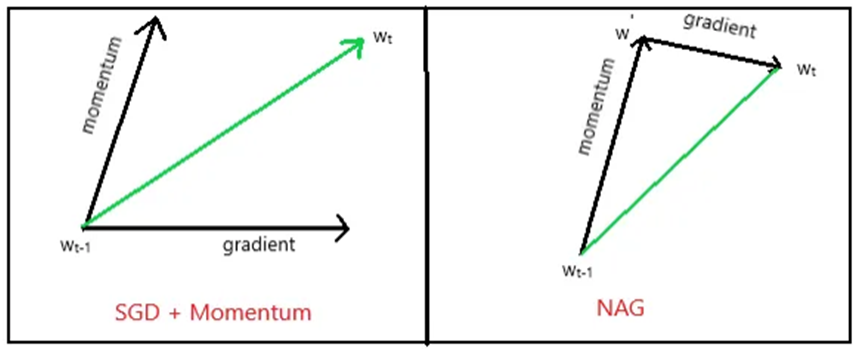 momentum
wt
wt-1
gradient
SGD + Momentum
w'
gradient
wt
momentum
wt-1
NAG